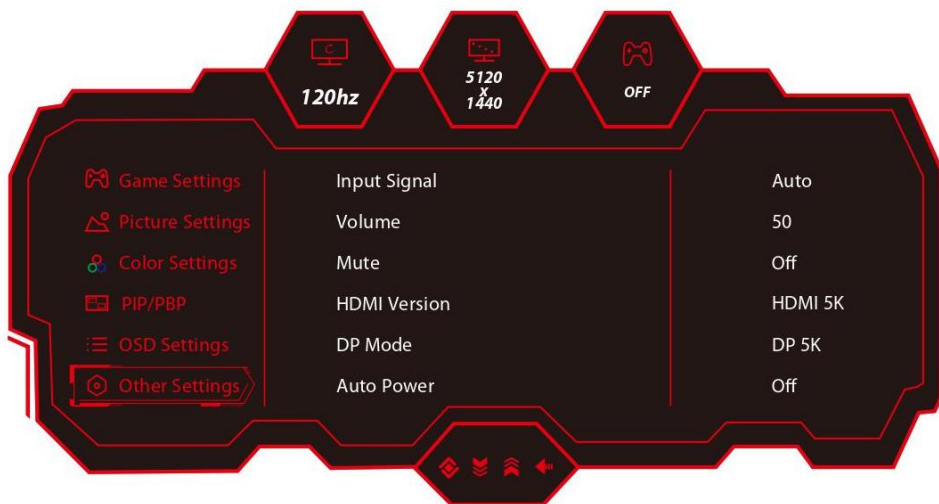 120hz
5120
x
1440
OFF
Game Settings
Picture Settings
Color Settings
PIP/PBP
OSD Settings
Other Settings
Input Signal Auto
Volume 50
Mute Off
HDMI Version HDMI 5K
DP Mode DP 5K
Auto Power Off